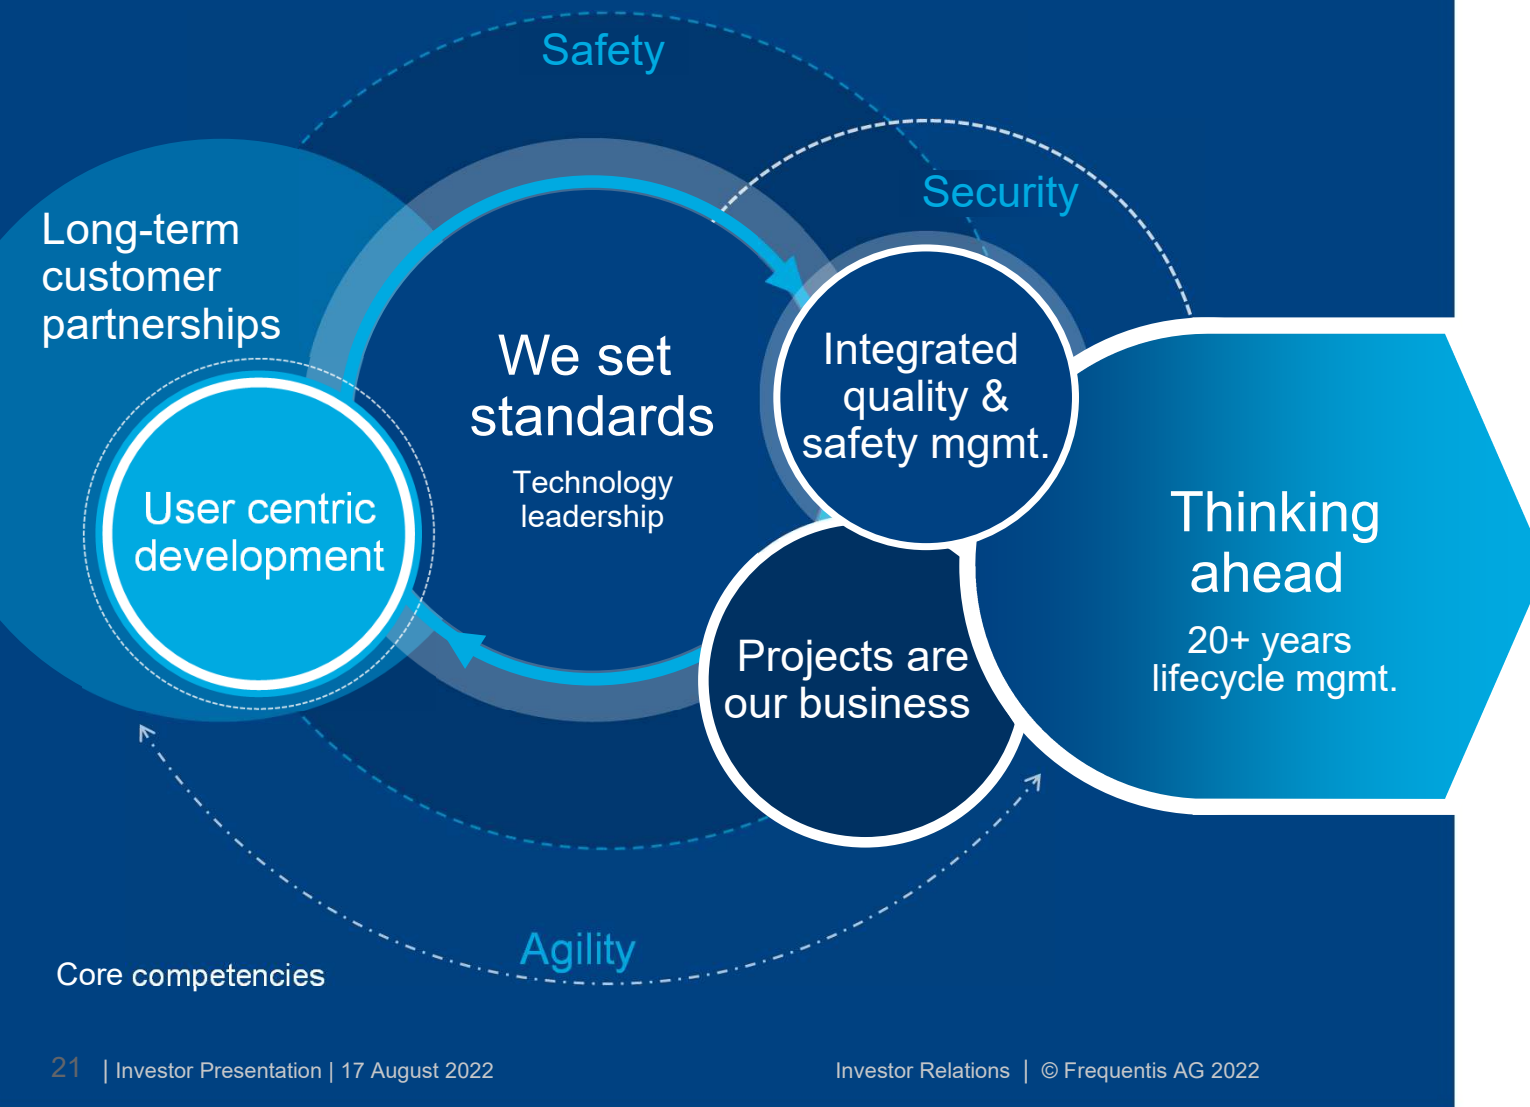 Safety
Security
Long-term
customer
partnerships
We set
standards
Technology
leadership
Integrated
quality &
safety mgmt.
User centric
development
Thinking
ahead
20+ years
lifecycle mgmt.
Projects are
our business
Agility
Core competencies
21 | Investor Presentation | 17 August 2022
Investor Relations | © Frequentis AG 2022